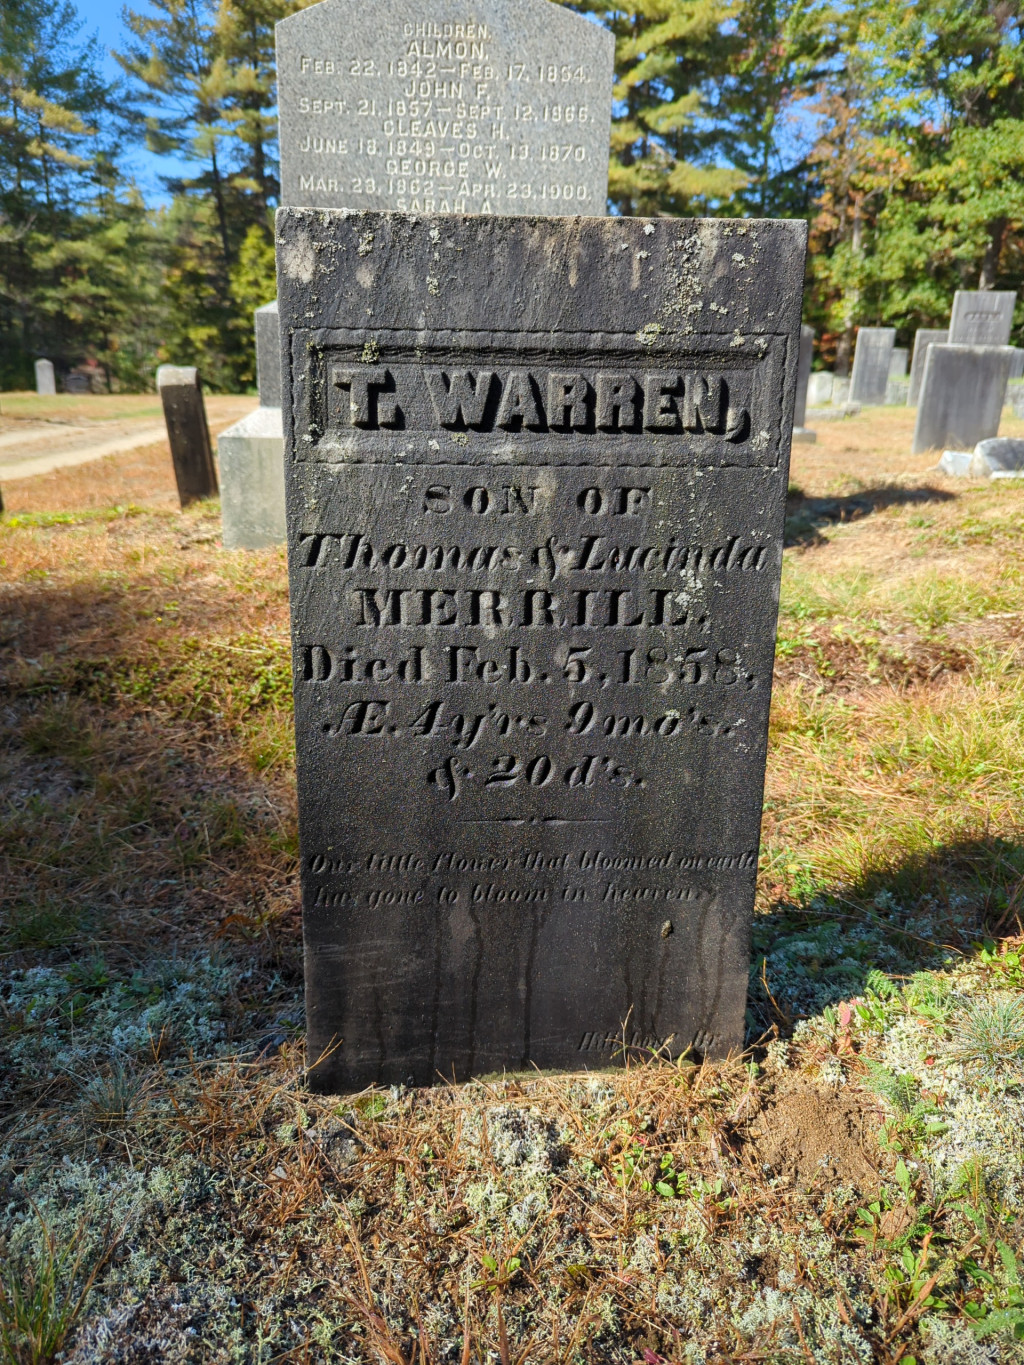 CHILDREN.
ALMON.
FEB. 22, 1842 — FEB. 17, 1854.
JOHN F.
SEPT. 21, 1857 — SEPT. 12, 1866.
CLEAVES H.
JUNE 18, 1849 — OCT. 13, 1870.
GEORGE W.
MAR. 23, 1862 — APR. 23, 1900.
SARAH A.
T. WARREN,
SON OF
Thomas & Lucinda
MERRILL.
Died Feb. 5, 1858,
Æ. 4 y'rs 9 mo's.
& 20 d's.
Our little flower that bloomed on earth
has gone to bloom in heaven.